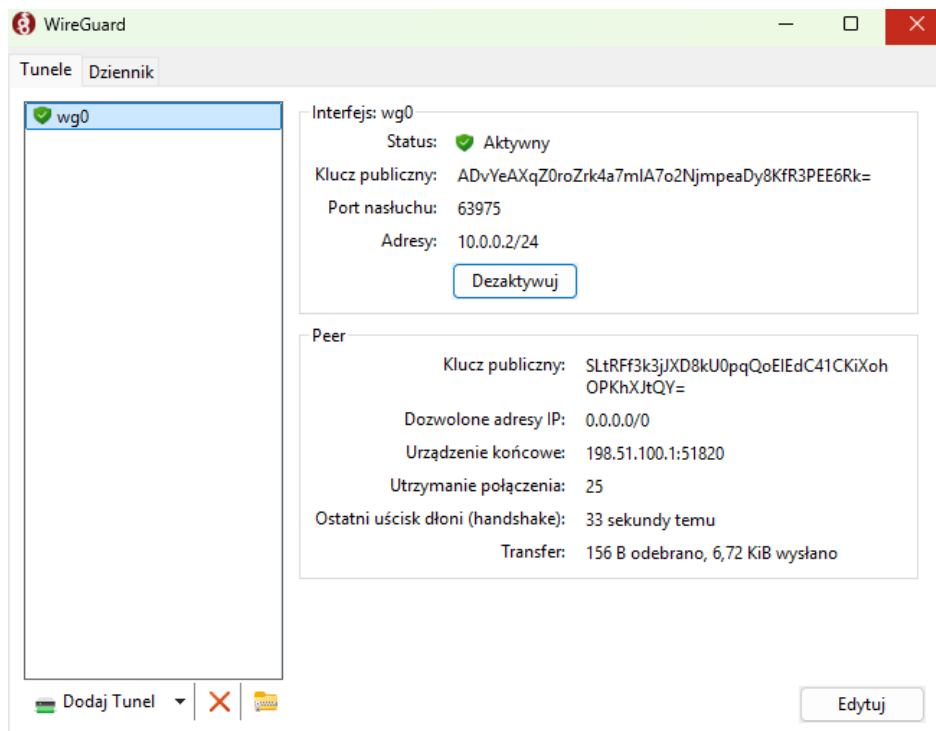 WireGuard
Tunele
Dziennik
wg0
Interfejs: wg0
Status: Aktywny
Klucz publiczny: ADvYeAXqZ0roZrk4a7mIA7o2NjmpeaDy8KfR3PEE6Rk=
Port nasłuchu: 63975
Adresy: 10.0.0.2/24
Dezaktywuj
Peer
Klucz publiczny: SLtRFf3k3jJXD8kU0pqQoEIEdC41CKiXoh
OPKhXJtQY=
Dozwolone adresy IP: 0.0.0.0/0
Urządzenie końcowe: 198.51.100.1:51820
Utrzymanie połączenia: 25
Ostatni uścisk dłoni (handshake): 33 sekundy temu
Transfer: 156 B odebrano, 6,72 KiB wysłano
Dodaj Tunel
Edytuj